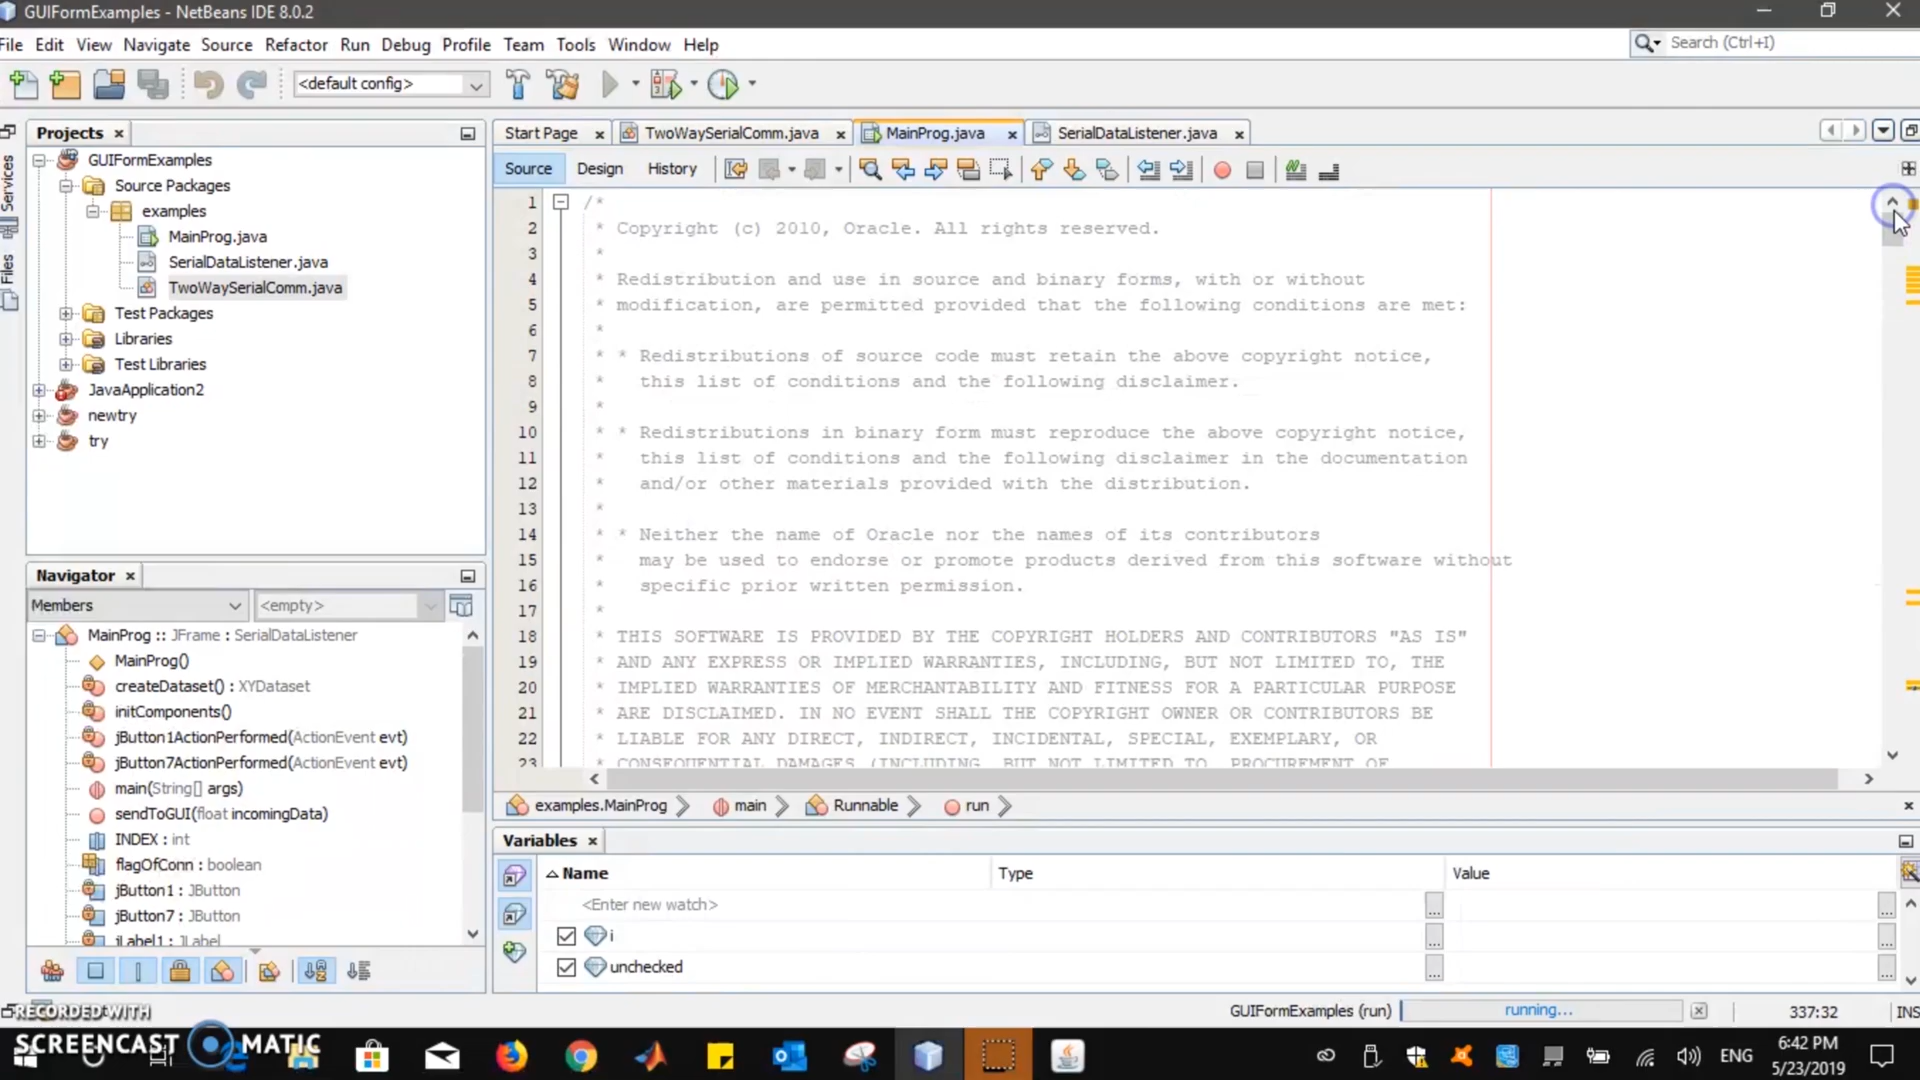 GUIFormExamples - NetBeans IDE 8.0.2
File Edit View Navigate Source Refactor Run Debug Profile Team Tools Window Help
Search (Ctrl+I)
<default config>
Services
Files
Projects
GUIFormExamples
Source Packages
examples
MainProg.java
SerialDataListener.java
TwoWaySerialComm.java
Test Packages
Libraries
Test Libraries
JavaApplication2
newtry
try
Navigator
Members
<empty>
MainProg :: JFrame : SerialDataListener
MainProg()
createDataset() : XYDataset
initComponents()
jButton1ActionPerformed(ActionEvent evt)
jButton7ActionPerformed(ActionEvent evt)
main(String[] args)
sendToGUI(float incomingData)
INDEX : int
flagOfConn : boolean
jButton1 : JButton
jButton7 : JButton
jLabel1 : JLabel
Start Page TwoWaySerialComm.java MainProg.java SerialDataListener.java
Source Design History
1 /*
2 * Copyright (c) 2010, Oracle. All rights reserved.
3 *
4 * Redistribution and use in source and binary forms, with or without
5 * modification, are permitted provided that the following conditions are met:
6 *
7 * * Redistributions of source code must retain the above copyright notice,
8 * this list of conditions and the following disclaimer.
9 *
10 * * Redistributions in binary form must reproduce the above copyright notice,
11 * this list of conditions and the following disclaimer in the documentation
12 * and/or other materials provided with the distribution.
13 *
14 * * Neither the name of Oracle nor the names of its contributors
15 * may be used to endorse or promote products derived from this software without
16 * specific prior written permission.
17 *
18 * THIS SOFTWARE IS PROVIDED BY THE COPYRIGHT HOLDERS AND CONTRIBUTORS "AS IS"
19 * AND ANY EXPRESS OR IMPLIED WARRANTIES, INCLUDING, BUT NOT LIMITED TO, THE
20 * IMPLIED WARRANTIES OF MERCHANTABILITY AND FITNESS FOR A PARTICULAR PURPOSE
21 * ARE DISCLAIMED. IN NO EVENT SHALL THE COPYRIGHT OWNER OR CONTRIBUTORS BE
22 * LIABLE FOR ANY DIRECT, INDIRECT, INCIDENTAL, SPECIAL, EXEMPLARY, OR
23 * CONSEQUENTIAL DAMAGES (INCLUDING, BUT NOT LIMITED TO, PROCUREMENT OF
examples.MainProg main Runnable run
Variables
Name Type Value
<Enter new watch>
i
unchecked
GUIFormExamples (run) running... 337:32 INS
RECORDED WITH
SCREENCAST MATIC
ENG
6:42 PM
5/23/2019